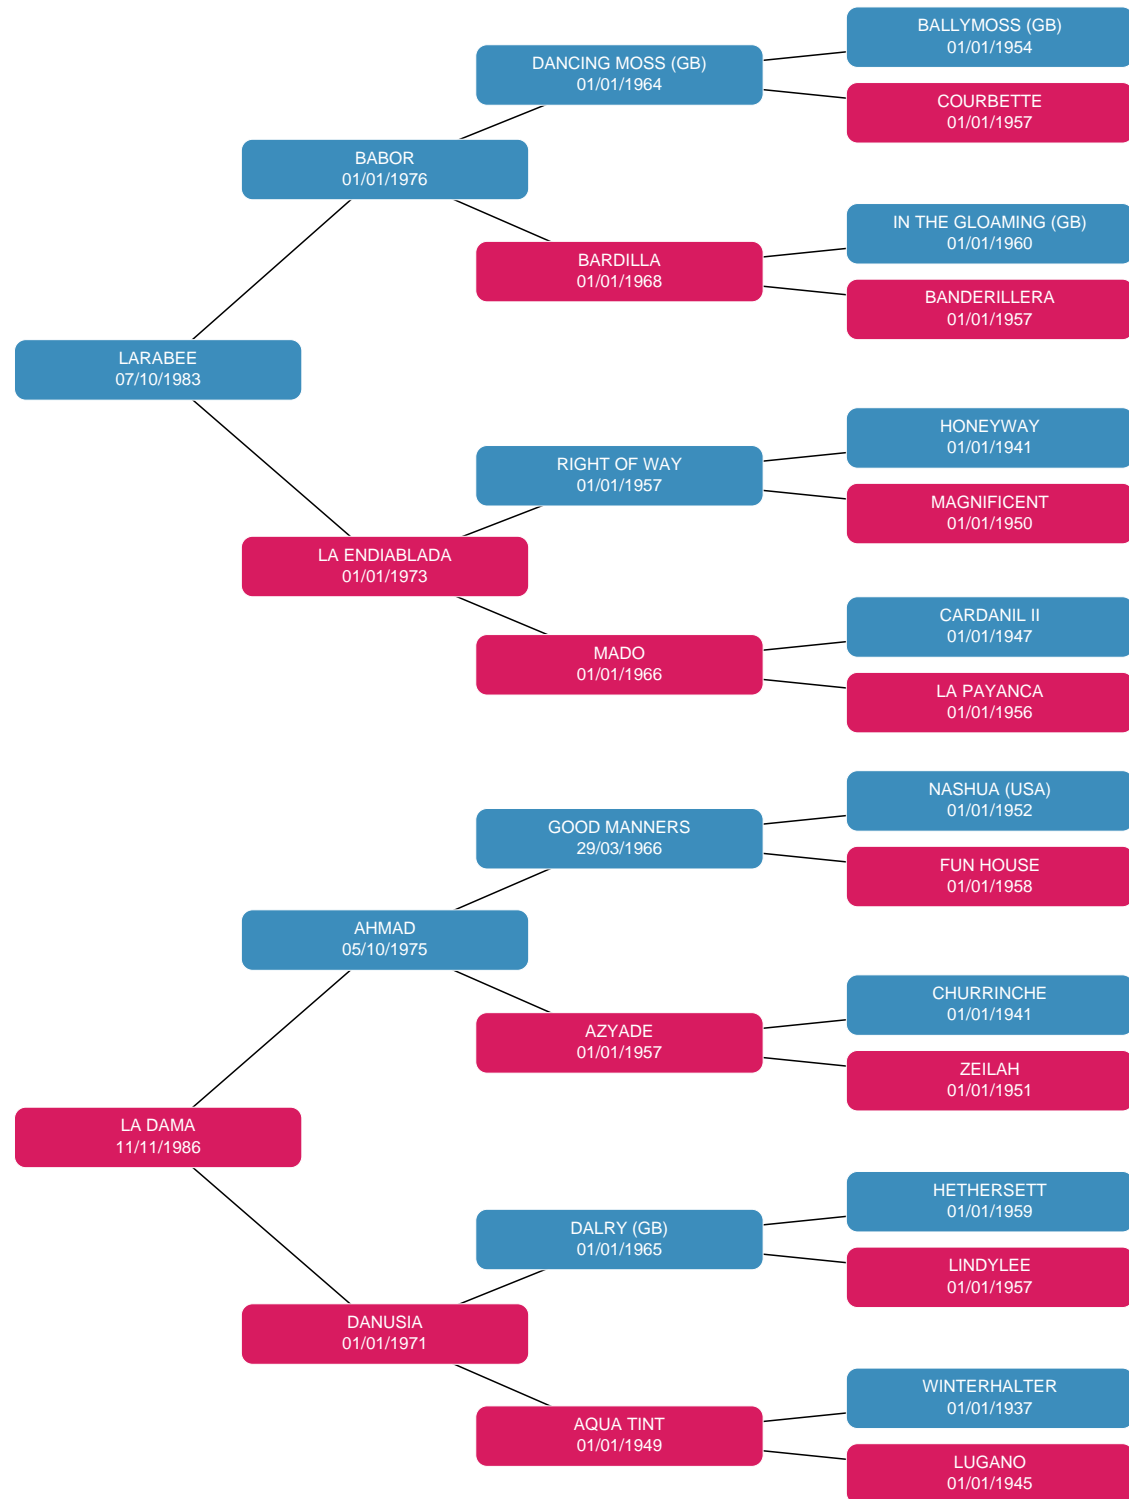 BALLYMOSS (GB)
01/01/1954
DANCING MOSS (GB)
01/01/1964
COURBETTE
01/01/1957
BABOR
01/01/1976
IN THE GLOAMING (GB)
01/01/1960
BARDILLA
01/01/1968
BANDERILLERA
01/01/1957
LARABEE
07/10/1983
HONEYWAY
01/01/1941
RIGHT OF WAY
01/01/1957
MAGNIFICENT
01/01/1950
LA ENDIABLADA
01/01/1973
CARDANIL II
01/01/1947
MADO
01/01/1966
LA PAYANCA
01/01/1956
NASHUA (USA)
01/01/1952
GOOD MANNERS
29/03/1966
FUN HOUSE
01/01/1958
AHMAD
05/10/1975
CHURRINCHE
01/01/1941
AZYADE
01/01/1957
ZEILAH
01/01/1951
LA DAMA
11/11/1986
HETHERSETT
01/01/1959
DALRY (GB)
01/01/1965
LINDYLEE
01/01/1957
DANUSIA
01/01/1971
WINTERHALTER
01/01/1937
AQUA TINT
01/01/1949
LUGANO
01/01/1945